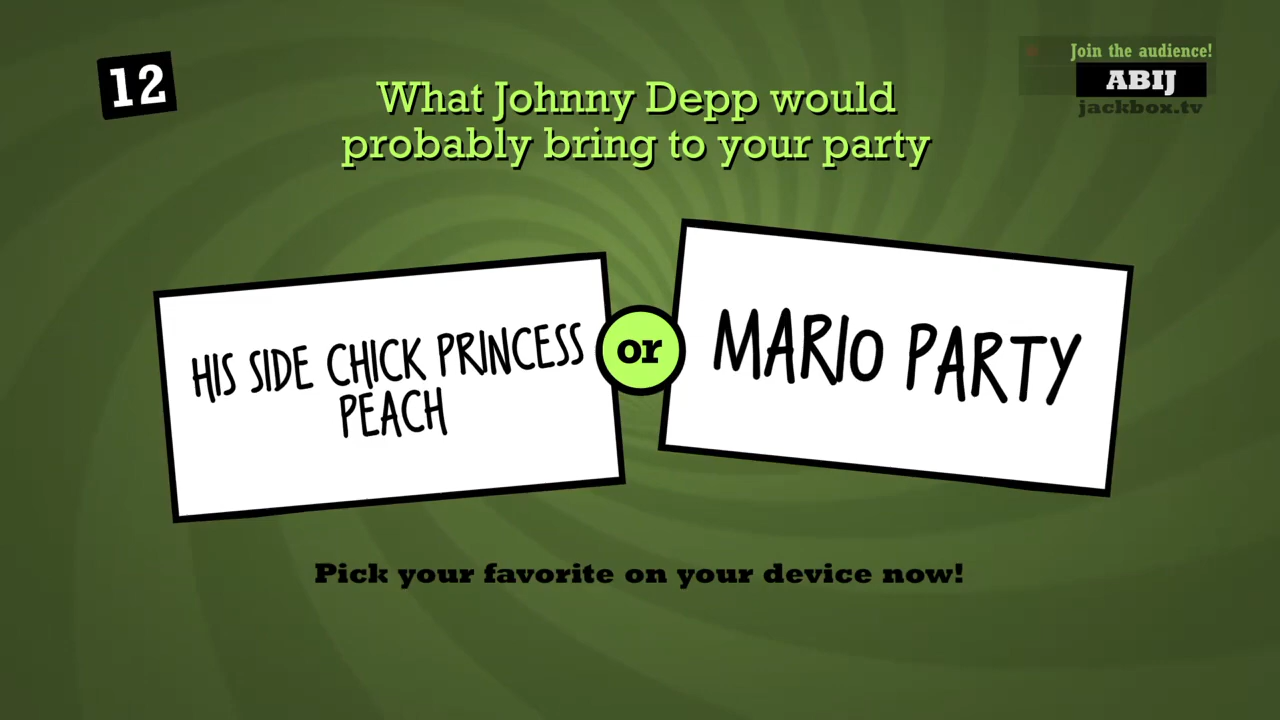 12
Join the audience!
ABIJ
jackbox.tv
What Johnny Depp would
probably bring to your party
HIS SIDE CHICK PRINCESS
PEACH
or
MARIO PARTY
Pick your favorite on your device now!